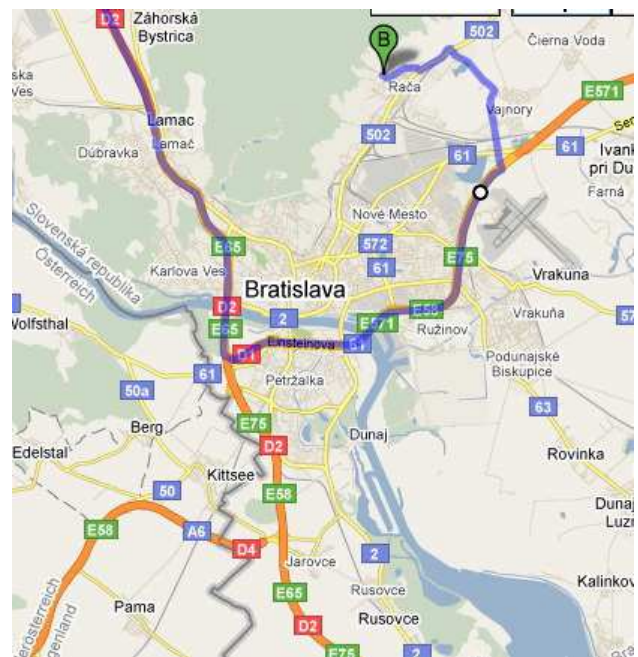 D2
Záhorská
Bystrica
502
Čierna Voda
B
Rača
E571
Vajnory
Lamac
Lamač
502
61
61
Ivank
pri Du
Dúbravka
Farná
Nové Mesto
Slovenská republika
Österreich
E65
572
E75
Karlova Ves
61
Vrakuna
Bratislava
D2
2
E571
E58
Vrakuňa
57
Wolfsthal
E65
Ružinov
Einsteinova
61
D1
Podunajské
Biskupice
61
Petržalka
50a
63
E75
Berg
Dunaj
D2
Edelstal
Rovinka
Kittsee
50
E58
Dunaj
Luzn
E58
A6
D4
2
Jarovce
Kalinkov
E65
Rusovce
Pama
D2
Rusovce
erösterreich
genland
E75
2